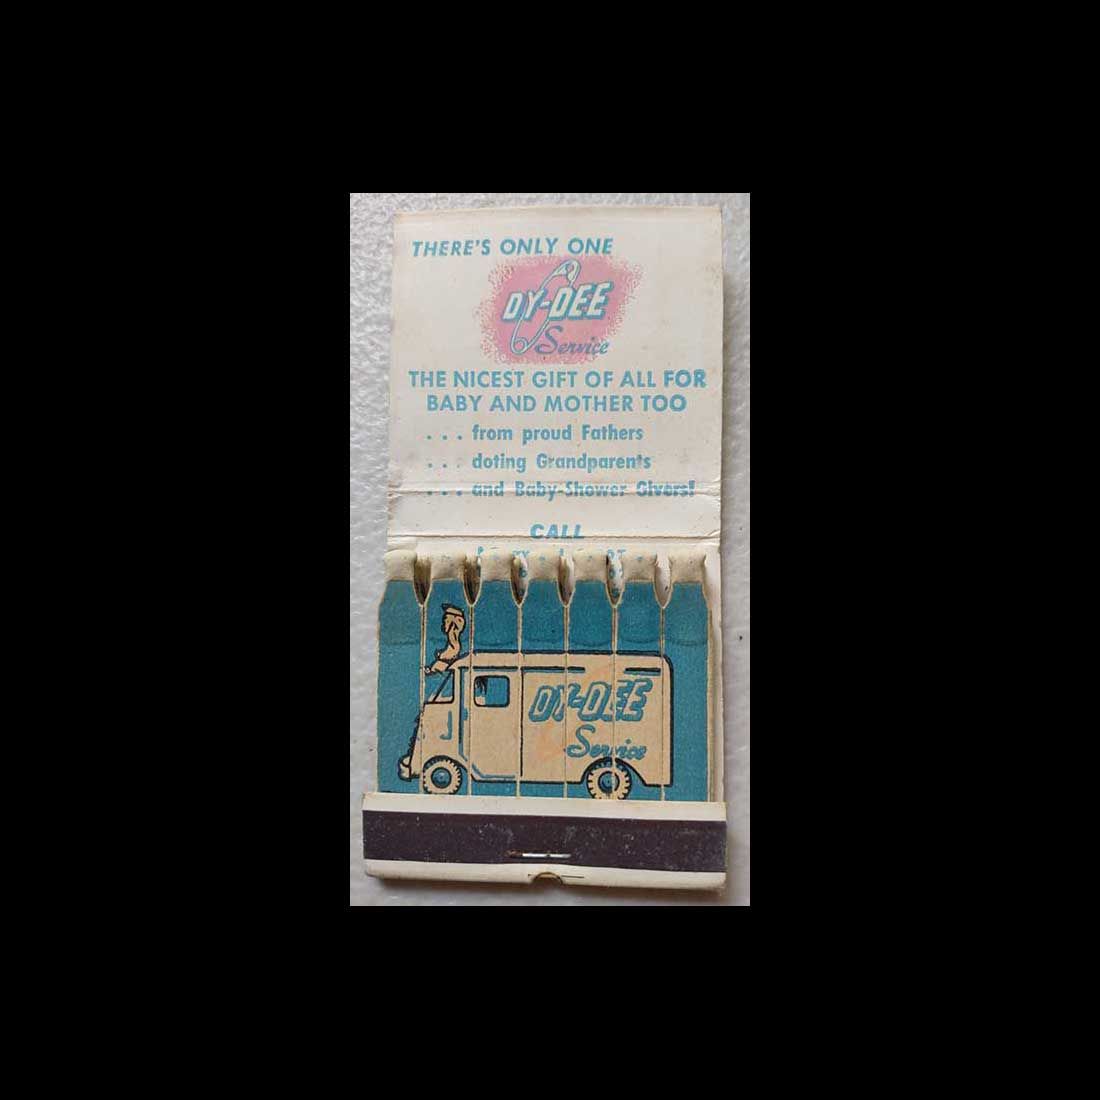 THERE'S ONLY ONE
DY-DEE
Service
THE NICEST GIFT OF ALL FOR
BABY AND MOTHER TOO
. . . from proud Fathers
. . . doting Grandparents
. . . and Baby-Shower Givers!
CALL
DY-DEE
Service